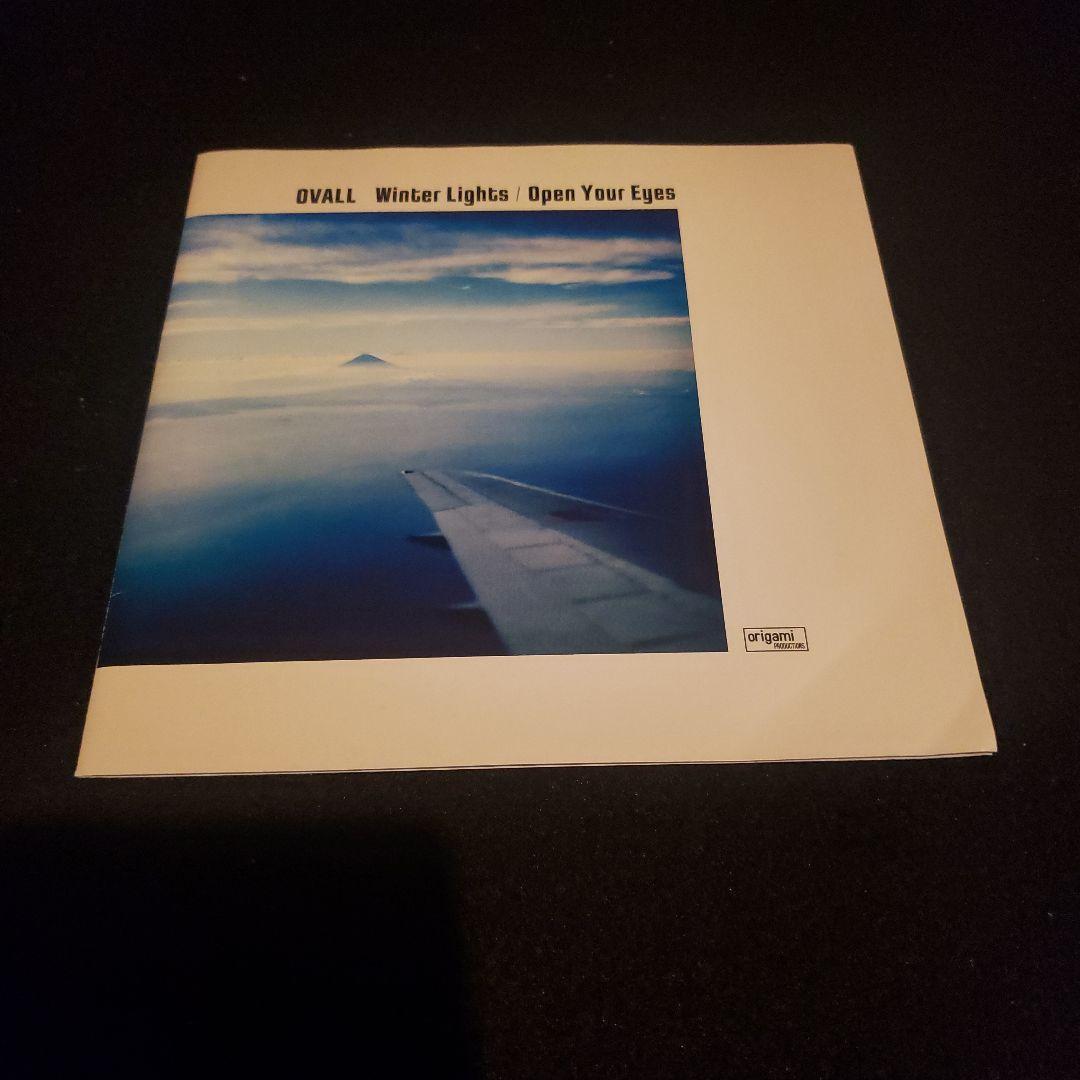 OVALL Winter Lights / Open Your Eyes
origami
PRODUCTIONS